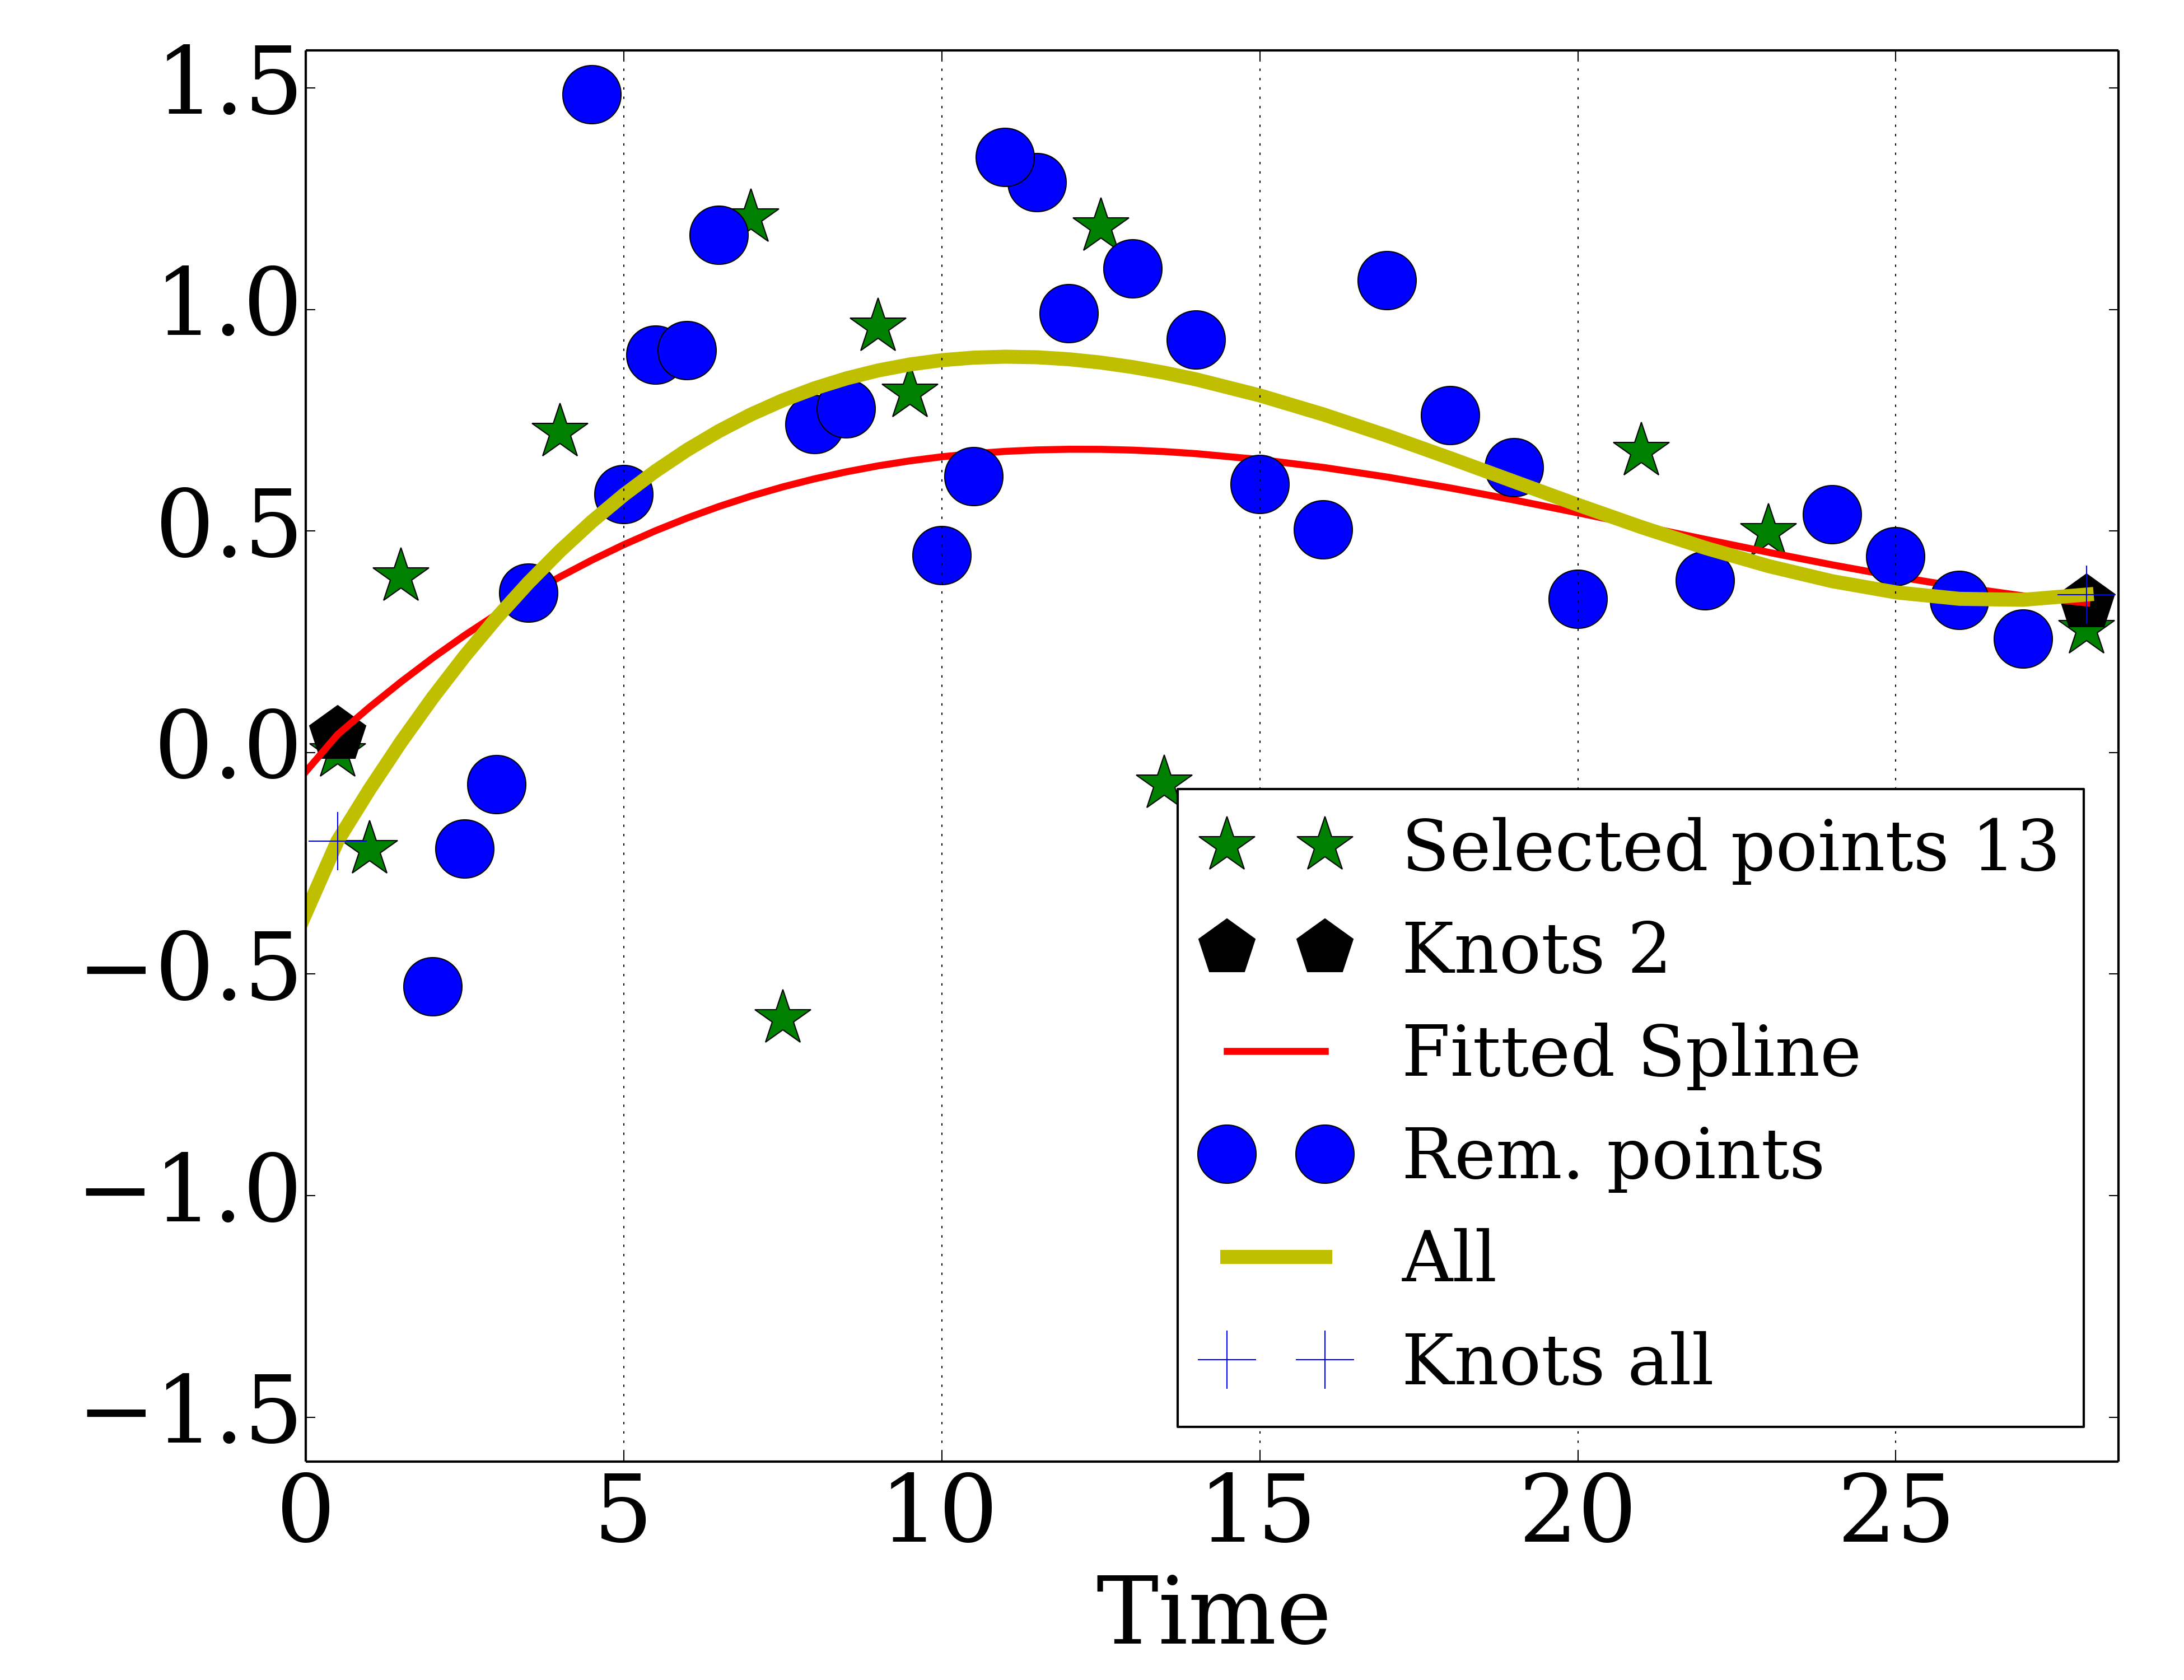 1.5
1.0
0.5
0.0
−0.5
−1.0
−1.5
Selected points 13
Knots 2
Fitted Spline
Rem. points
All
Knots all
0 5 10 15 20 25
Time